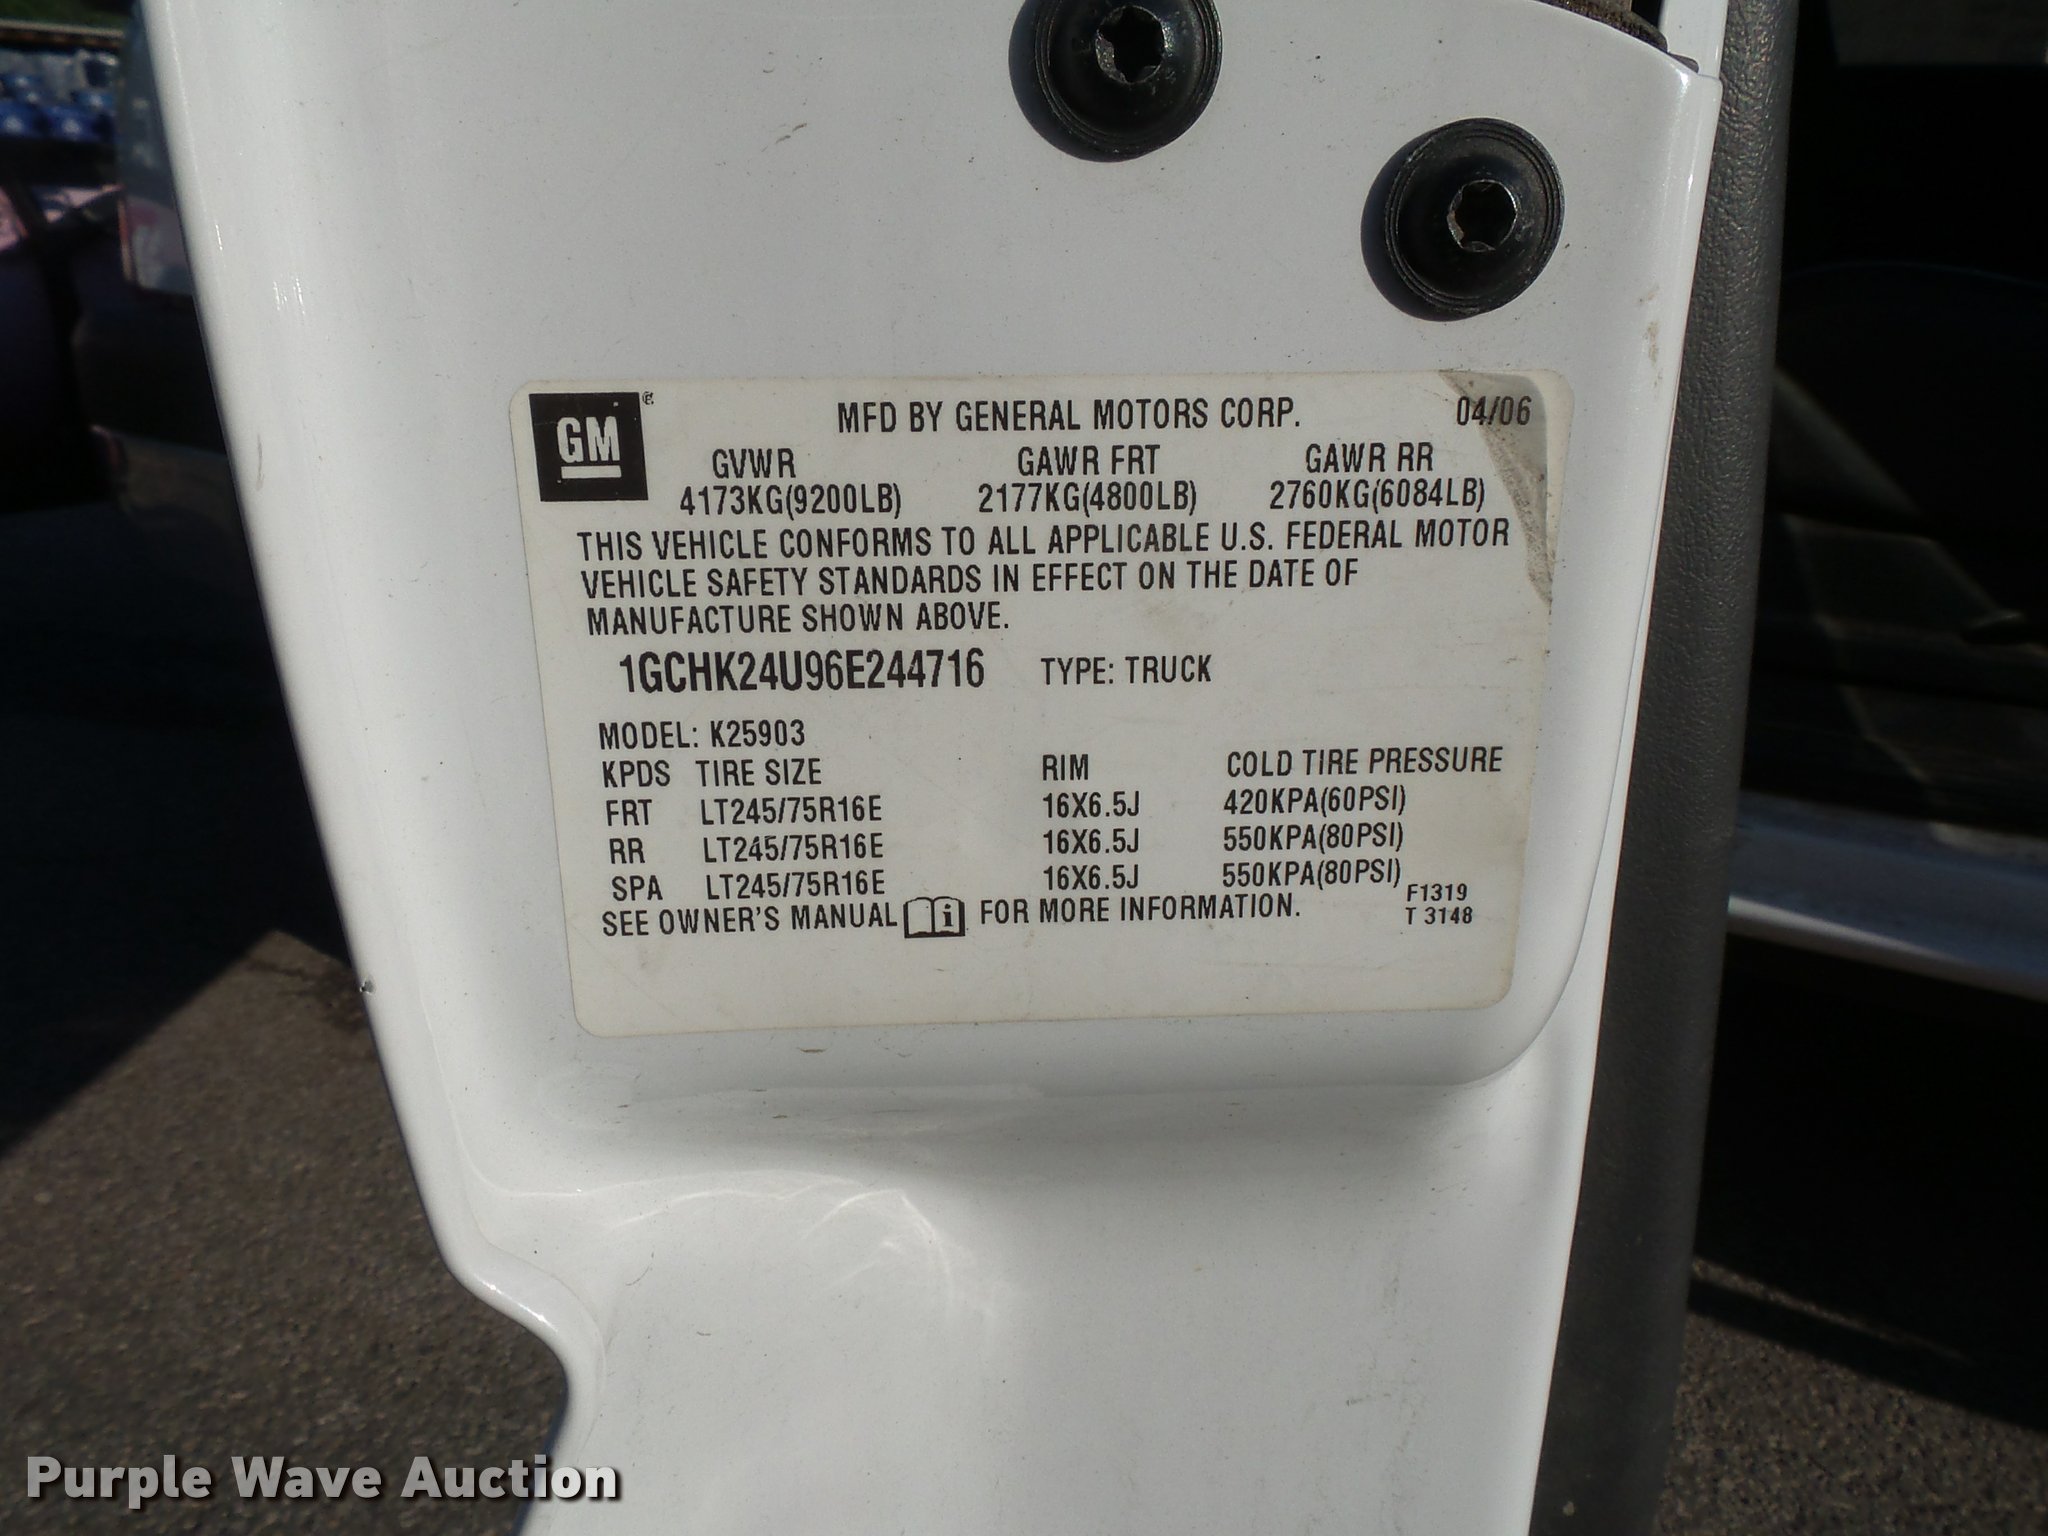 GM
MFD BY GENERAL MOTORS CORP. 04/06
GVWR GAWR FRT GAWR RR
4173KG(9200LB) 2177KG(4800LB) 2760KG(6084LB)
THIS VEHICLE CONFORMS TO ALL APPLICABLE U.S. FEDERAL MOTOR
VEHICLE SAFETY STANDARDS IN EFFECT ON THE DATE OF
MANUFACTURE SHOWN ABOVE.
1GCHK24U96E244716 TYPE: TRUCK
MODEL: K25903
KPDS TIRE SIZE RIM COLD TIRE PRESSURE
FRT LT245/75R16E 16X6.5J 420KPA(60PSI)
RR LT245/75R16E 16X6.5J 550KPA(80PSI)
SPA LT245/75R16E 16X6.5J 550KPA(80PSI)
SEE OWNER'S MANUAL i FOR MORE INFORMATION.
F1319
T 3148
Purple Wave Auction